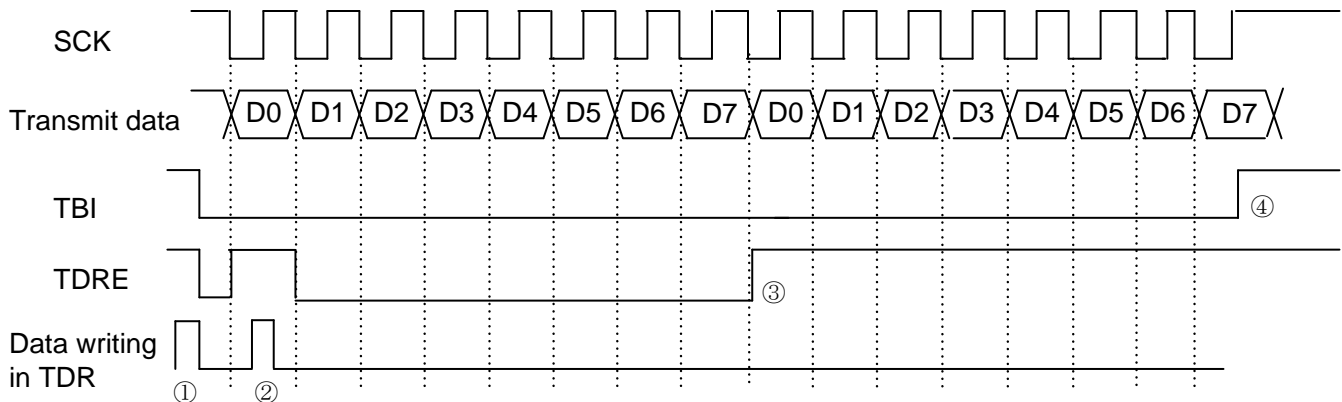 SCK
Transmit data D0 D1 D2 D3 D4 D5 D6 D7 D0 D1 D2 D3 D4 D5 D6 D7
TBI ④
TDRE ③
Data writing
in TDR
① ②